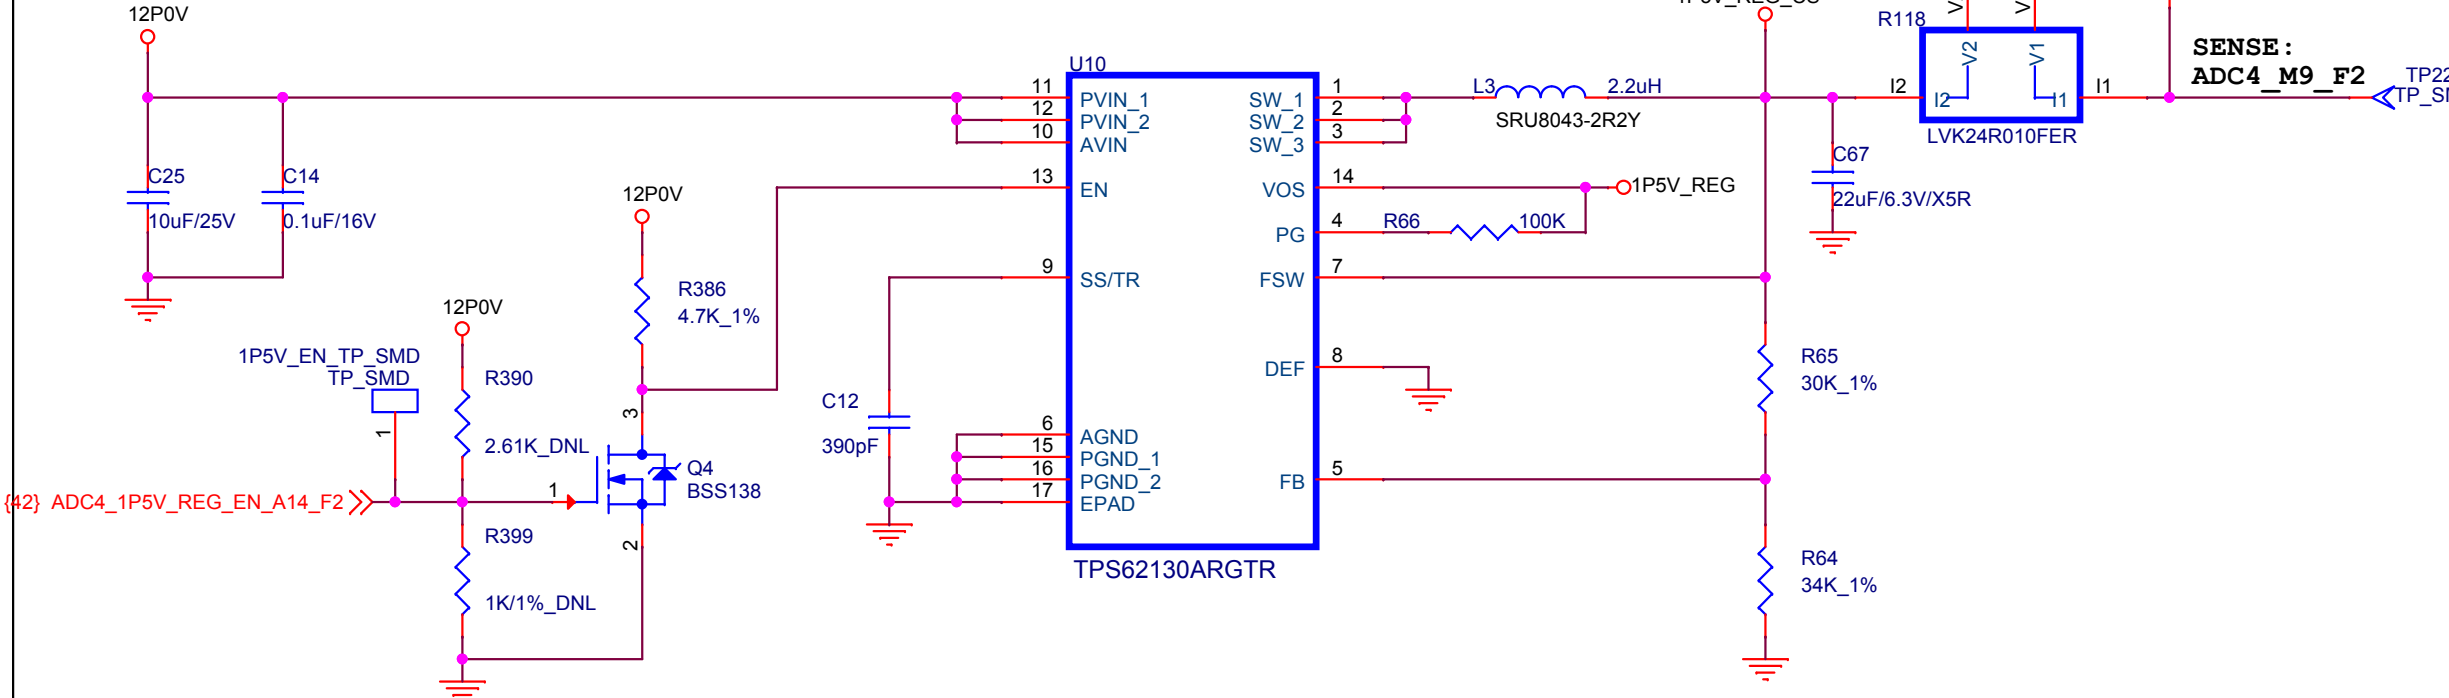 12P0V
C25
10uF/25V
C14
0.1uF/16V
12P0V
R386
4.7K_1%
12P0V
1P5V_EN_TP_SMD
TP_SMD
1
R390
2.61K_DNL
{42} ADC4_1P5V_REG_EN_A14_F2
R399
1K/1%_DNL
1
3
2
Q4
BSS138
C12
390pF
U10
11 PVIN_1
12 PVIN_2
10 AVIN
13 EN
9 SS/TR
6 AGND
15 PGND_1
16 PGND_2
17 EPAD
SW_1 1
SW_2 2
SW_3 3
VOS 14
PG 4
FSW 7
DEF 8
FB 5
TPS62130ARGTR
L3 2.2uH
SRU8043-2R2Y
1P5V_REG
R66 100K
R65
30K_1%
R64
34K_1%
C67
22uF/6.3V/X5R
R118
V2
V1
I2 I2
I1 I1
LVK24R010FER
SENSE:
ADC4_M9_F2